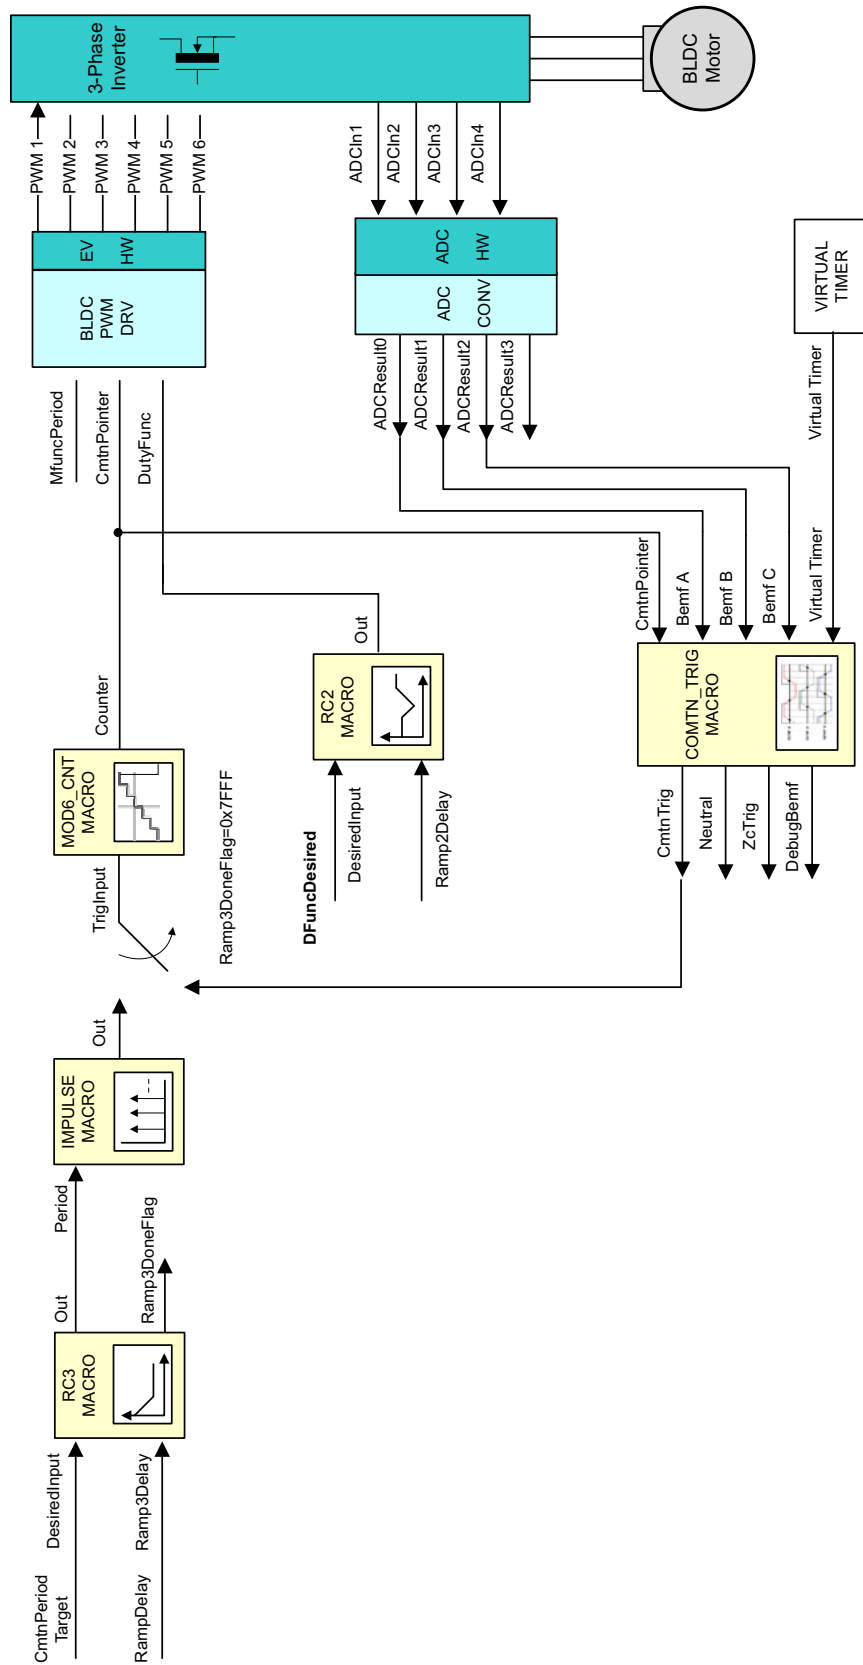 CmtnPeriod
Target
DesiredInput
RampDelay
Ramp3Delay
RC3
MACRO
Out
Period
Ramp3DoneFlag
IMPULSE
MACRO
Out
TrigInput
Ramp3DoneFlag=0x7FFF
MOD6_CNT
MACRO
Counter
MfuncPeriod
CmtnPointer
DutyFunc
BLDC
PWM
DRV
EV
HW
PWM 1
PWM 2
PWM 3
PWM 4
PWM 5
PWM 6
3-Phase
Inverter
BLDC
Motor
DFuncDesired
DesiredInput
Ramp2Delay
RC2
MACRO
Out
ADCIn1
ADCIn2
ADCIn3
ADCIn4
ADC
HW
ADC
CONV
ADCResult0
ADCResult1
ADCResult2
ADCResult3
CmtnTrig
Neutral
ZcTrig
DebugBemf
COMTN_TRIG
MACRO
CmtnPointer
Bemf A
Bemf B
Bemf C
Virtual Timer
Virtual Timer
VIRTUAL
TIMER